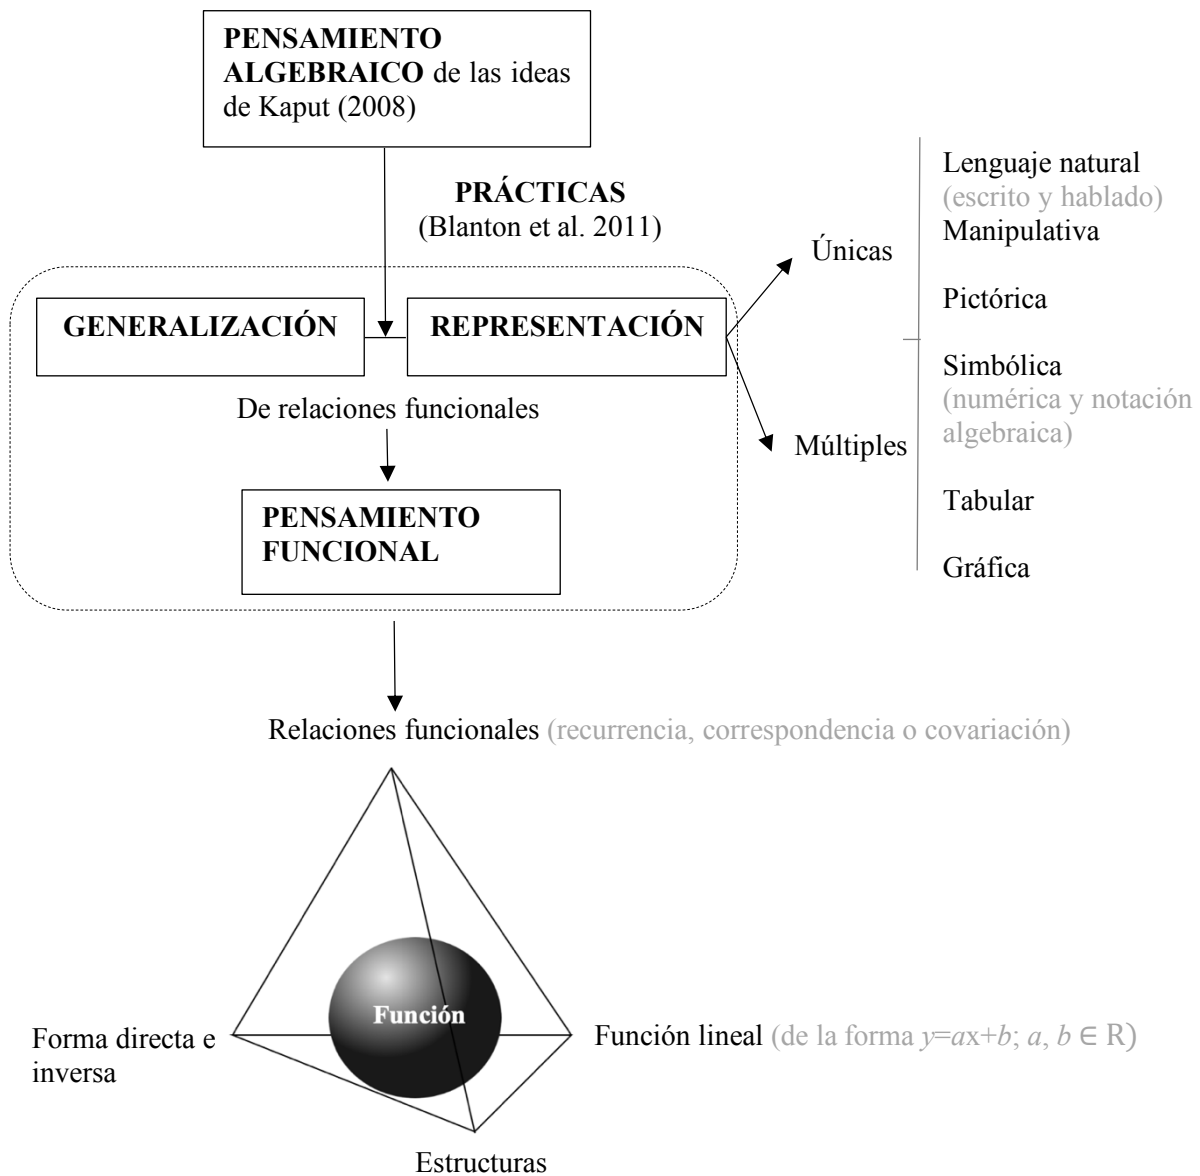 PENSAMIENTO
ALGEBRAICO de las ideas
de Kaput (2008)
PRÁCTICAS
(Blanton et al. 2011)
GENERALIZACIÓN
REPRESENTACIÓN
De relaciones funcionales
PENSAMIENTO
FUNCIONAL
Únicas
Múltiples
Lenguaje natural
(escrito y hablado)
Manipulativa
Pictórica
Simbólica
(numérica y notación
algebraica)
Tabular
Gráfica
Relaciones funcionales (recurrencia, correspondencia o covariación)
Función
Forma directa e
inversa
Función lineal (de la forma y=ax+b; a, b ∈ R)
Estructuras